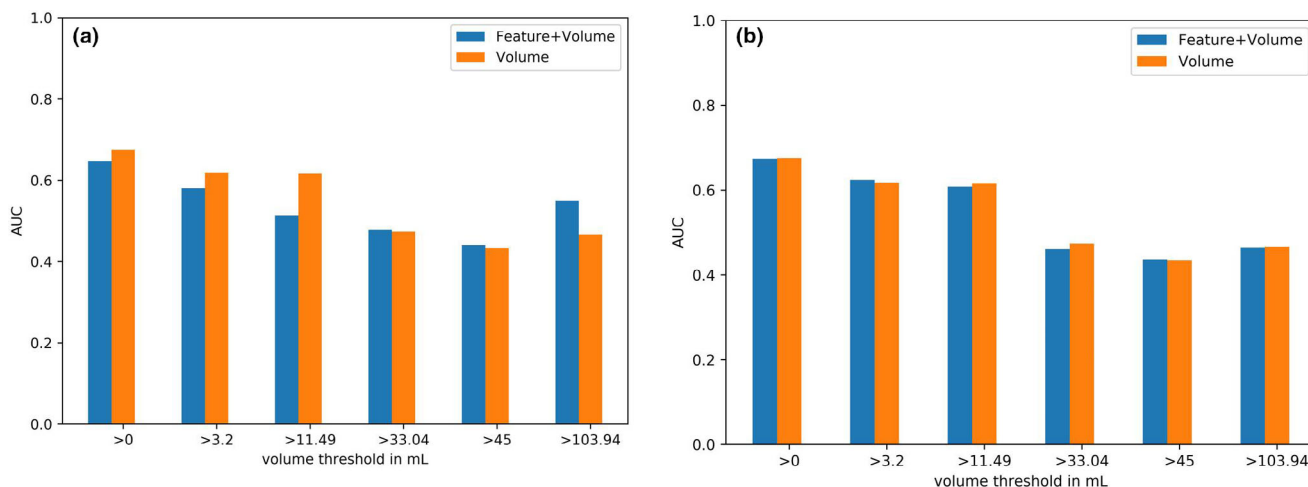 (a)
Feature+Volume
Volume
1.0
0.8
0.6
0.4
0.2
0.0
AUC
>0 >3.2 >11.49 >33.04 >45 >103.94
volume threshold in mL
(b)
Feature+Volume
Volume
1.0
0.8
0.6
0.4
0.2
0.0
AUC
>0 >3.2 >11.49 >33.04 >45 >103.94
volume threshold in mL